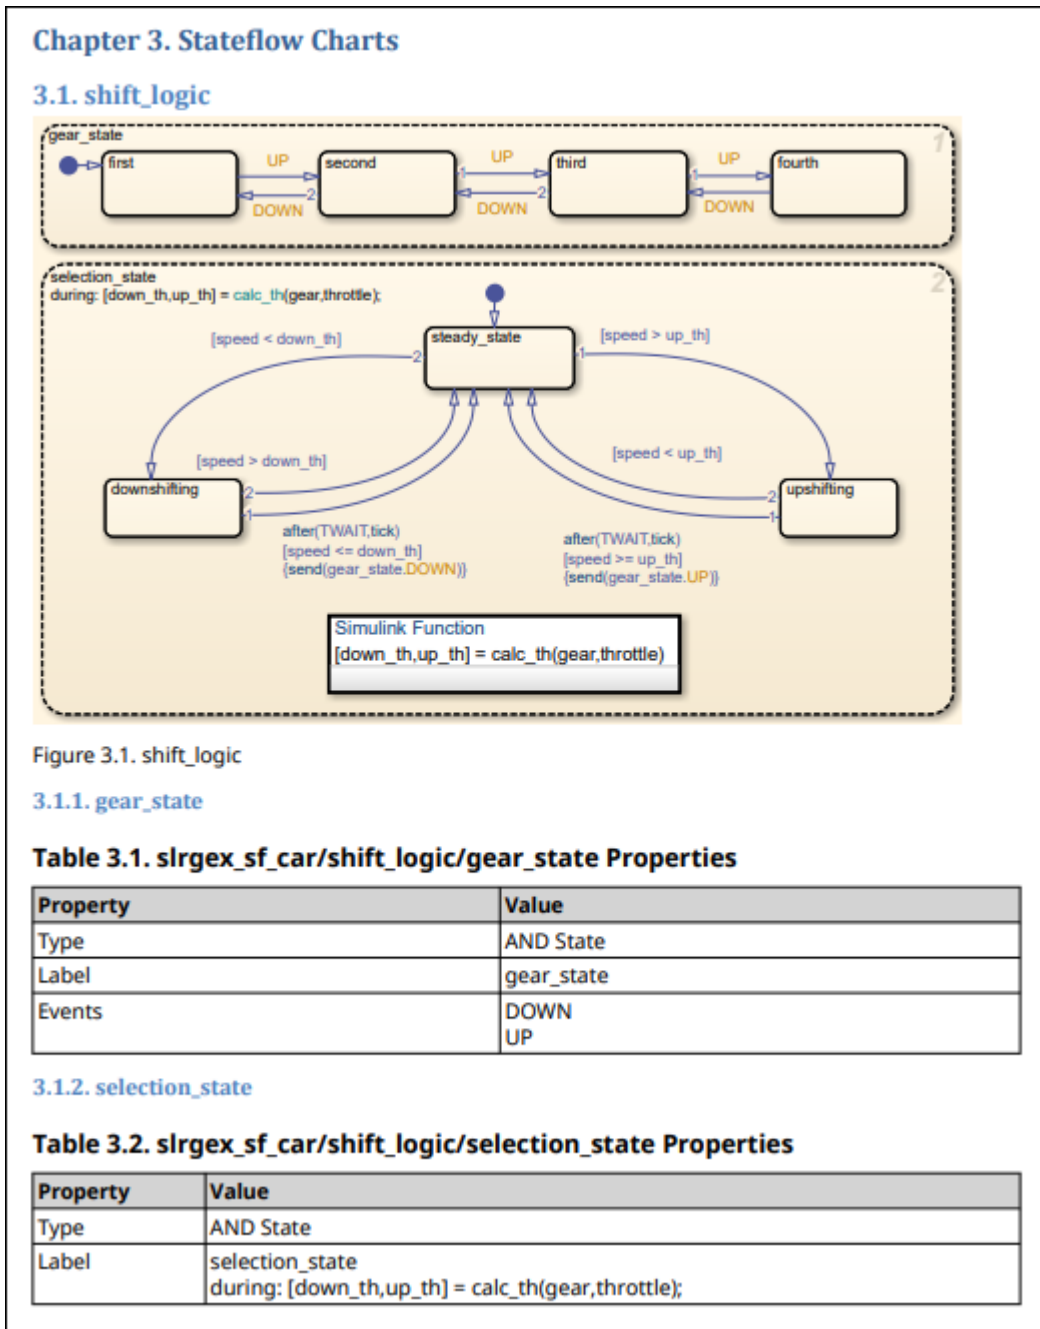 Chapter 3. Stateflow Charts
3.1. shift_logic
gear_state
1
first
UP
second
1
UP
third
1
UP
fourth
2
DOWN
2
DOWN
DOWN
selection_state
2
during: [down_th,up_th] = calc_th(gear,throttle);
[speed < down_th]
steady_state
[speed > up_th]
2
1
[speed > down_th]
[speed < up_th]
downshifting
2
1
2
1
upshifting
after(TWAIT,tick)
[speed <= down_th]
{send(gear_state.DOWN)}
after(TWAIT,tick)
[speed >= up_th]
{send(gear_state.UP)}
Simulink Function
[down_th,up_th] = calc_th(gear,throttle)
Figure 3.1. shift_logic
3.1.1. gear_state
Table 3.1. slrgex_sf_car/shift_logic/gear_state Properties
Property Value
Type AND State
Label gear_state
Events DOWN
UP
3.1.2. selection_state
Table 3.2. slrgex_sf_car/shift_logic/selection_state Properties
Property Value
Type AND State
Label selection_state
during: [down_th,up_th] = calc_th(gear,throttle);